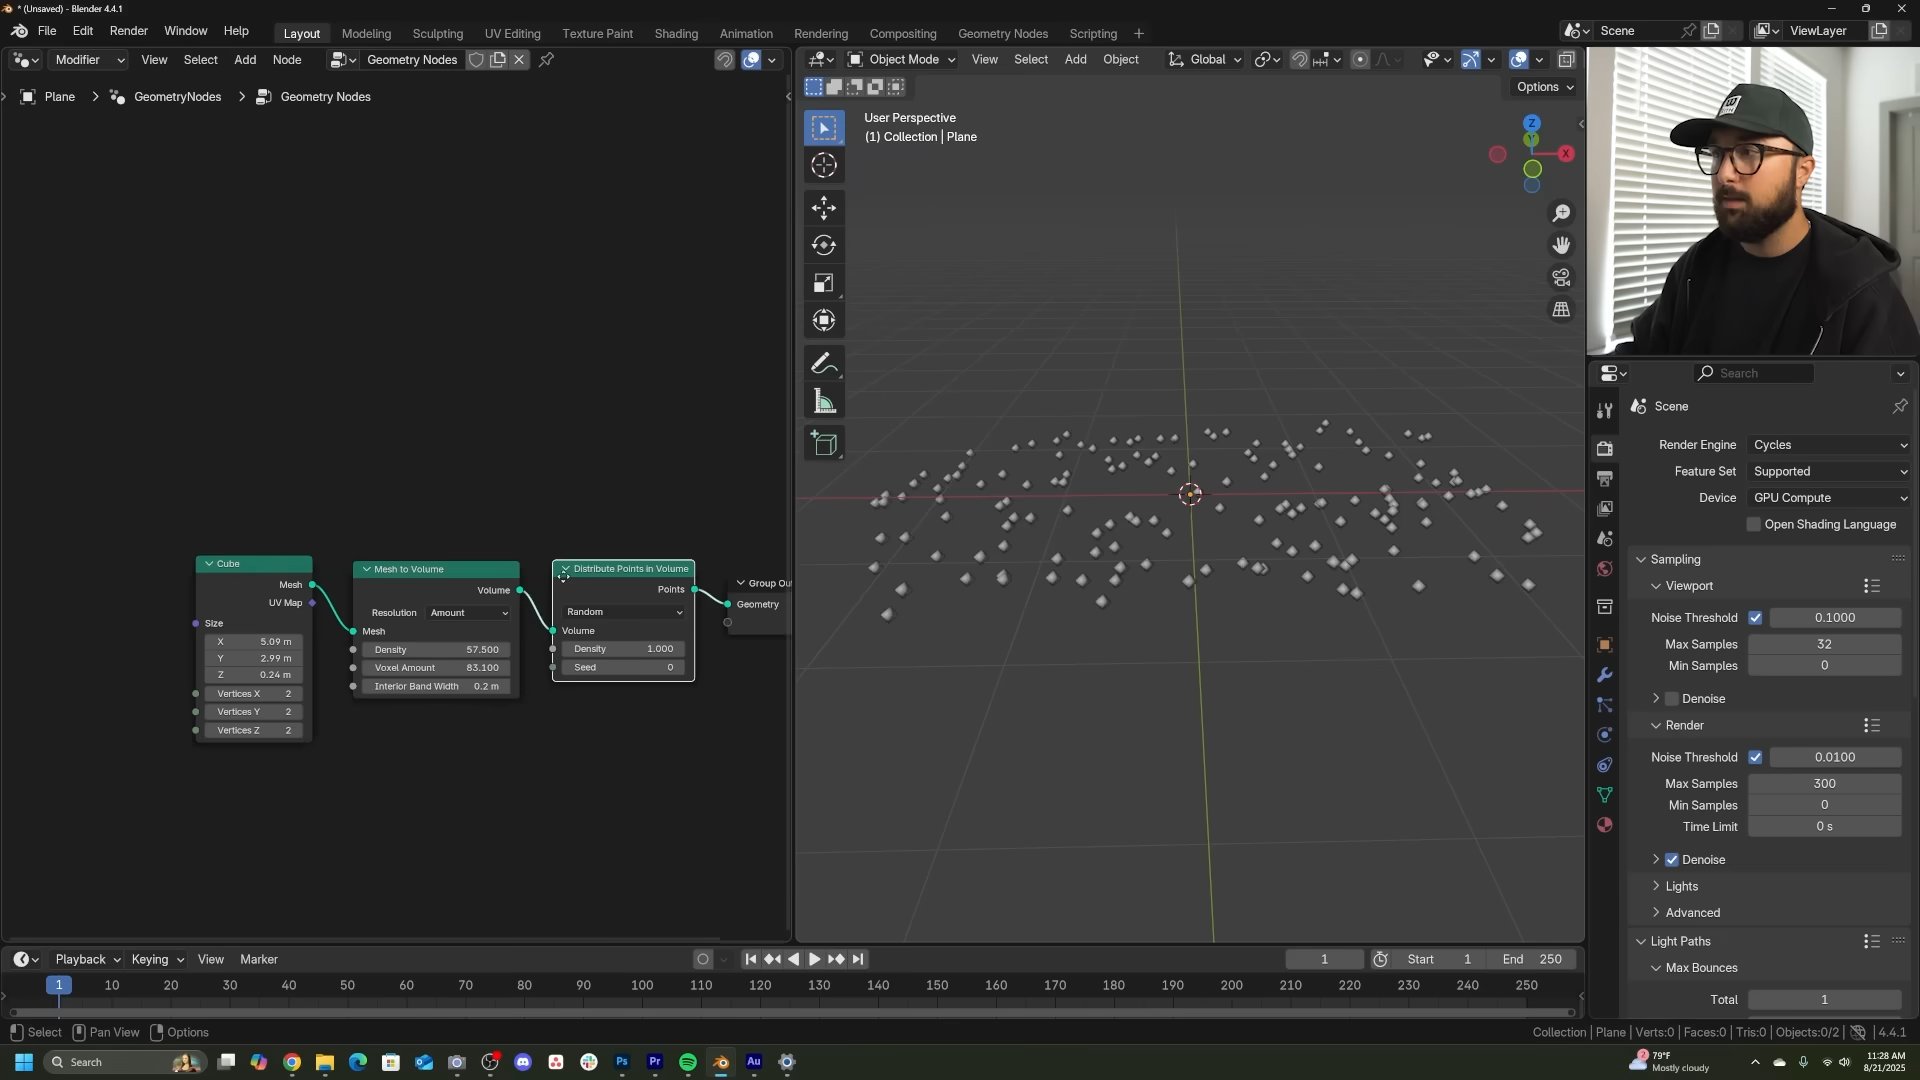 * (Unsaved) - Blender 4.4.1
File Edit Render Window Help
Layout Modeling Sculpting UV Editing Texture Paint Shading Animation Rendering Compositing Geometry Nodes Scripting +
Scene
ViewLayer
Modifier View Select Add Node
Geometry Nodes
Object Mode View Select Add Object
Global
Plane > GeometryNodes > Geometry Nodes
Options
User Perspective
(1) Collection | Plane
Z
Y
X
Cube
Mesh
UV Map
Size
X 5.09 m
Y 2.99 m
Z 0.24 m
Vertices X 2
Vertices Y 2
Vertices Z 2
Mesh to Volume
Volume
Resolution Amount
Mesh
Density 57.500
Voxel Amount 83.100
Interior Band Width 0.2 m
Distribute Points in Volume
Points
Random
Volume
Density 1.000
Seed 0
Group Out
Geometry
Search
Scene
Render Engine Cycles
Feature Set Supported
Device GPU Compute
Open Shading Language
Sampling
Viewport
Noise Threshold 0.1000
Max Samples 32
Min Samples 0
Denoise
Render
Noise Threshold 0.0100
Max Samples 300
Min Samples 0
Time Limit 0 s
Denoise
Lights
Advanced
Light Paths
Max Bounces
Total 1
Playback Keying View Marker
1 Start 1 End 250
1 10 20 30 40 50 60 70 80 90 100 110 120 130 140 150 160 170 180 190 200 210 220 230 240 250
Select Pan View Options
Collection | Plane | Verts:0 | Faces:0 | Tris:0 | Objects:0/2 | 4.4.1
Search
Ps
Pr
Au
2
79°F
Mostly cloudy
11:28 AM
8/21/2025